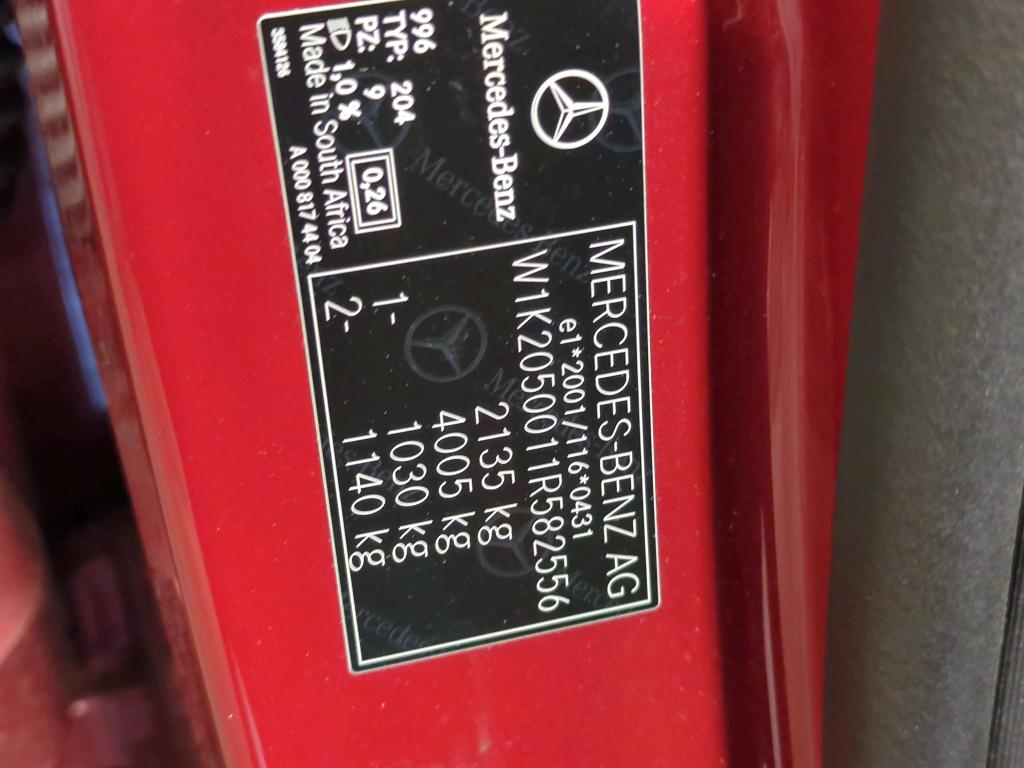 Mercedes-Benz
996
TYP: 204
PZ: 9
1,0 %
0,26
Made in South Africa
A 000 817 44 04
MERCEDES-BENZ AG
e1*2001/116*0431
W1K2050011R582556
2135 kg
4005 kg
1- 1030 kg
2- 1140 kg